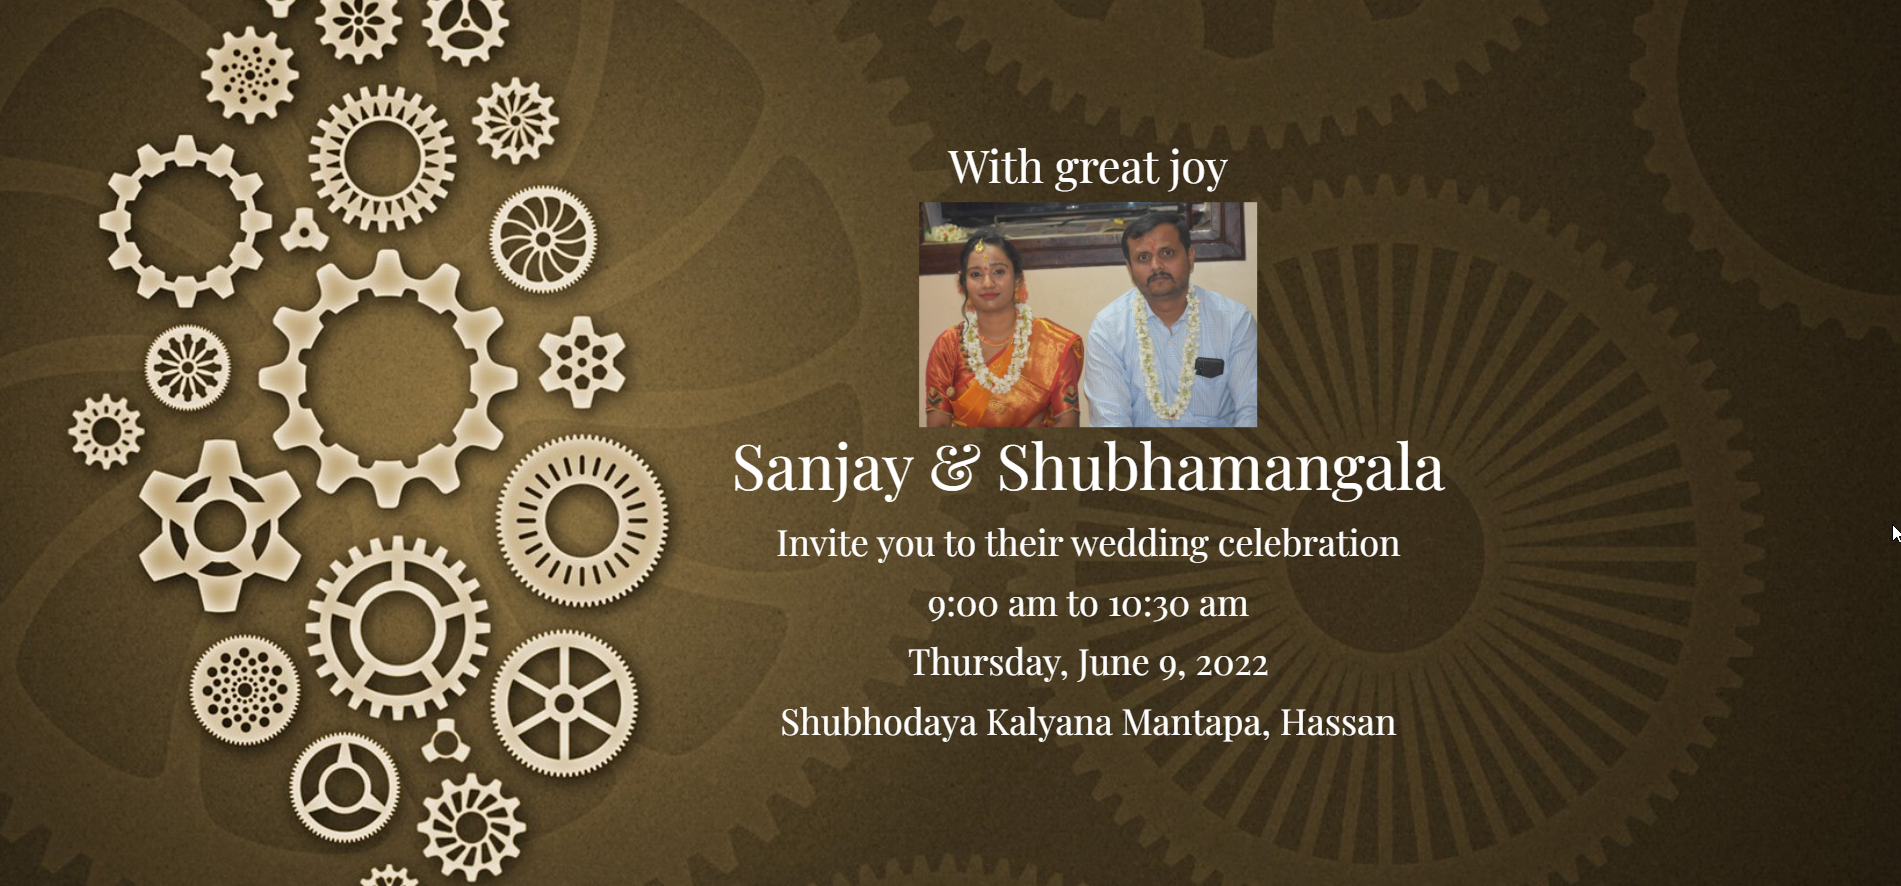 With great joy
Sanjay & Shubhamangala
Invite you to their wedding celebration
9:00 am to 10:30 am
Thursday, June 9, 2022
Shubhodaya Kalyana Mantapa, Hassan